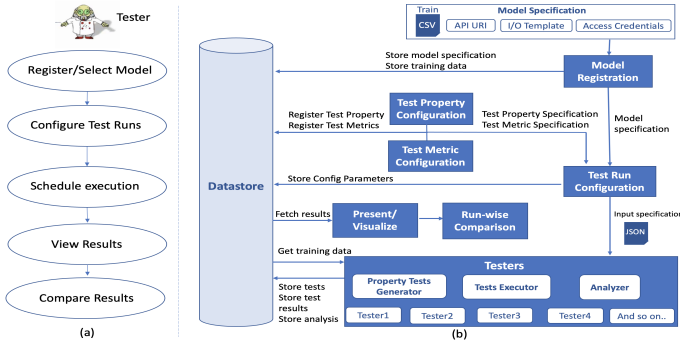 Tester
Register/Select Model
Configure Test Runs
Schedule execution
View Results
Compare Results
(a)
Model Specification
Train
CSV
API URI
I/O Template
Access Credentials
Store model specification
Store training data
Model
Registration
Test Property
Configuration
Register Test Property
Register Test Metrics
Test Property Specification
Test Metric Specification
Model
specification
Test Metric
Configuration
Datastore
Store Config Parameters
Test Run
Configuration
Fetch results
Present/
Visualize
Run-wise
Comparison
Input specification
JSON
Get training data
Testers
Property Tests
Generator
Tests Executor
Analyzer
Store tests
Store test
results
Store analysis
Tester1
Tester2
Tester3
Tester4
And so on..
(b)